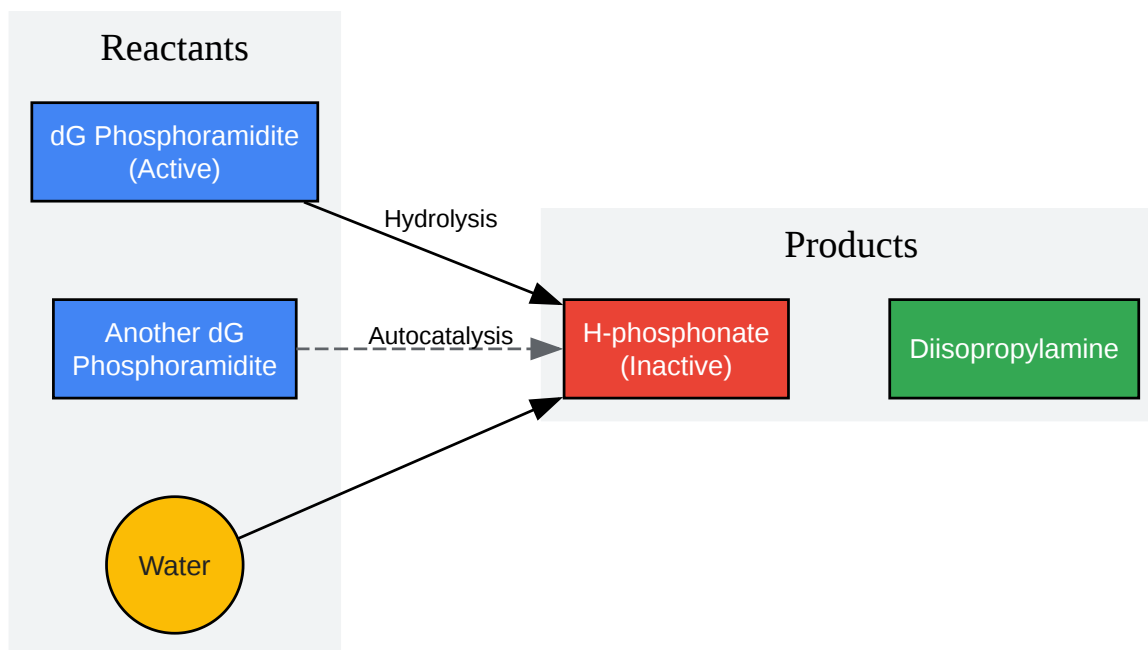 Reactants
dG Phosphoramidite
(Active)
Hydrolysis
Products
Another dG
Phosphoramidite
Autocatalysis
H-phosphonate
(Inactive)
Diisopropylamine
Water